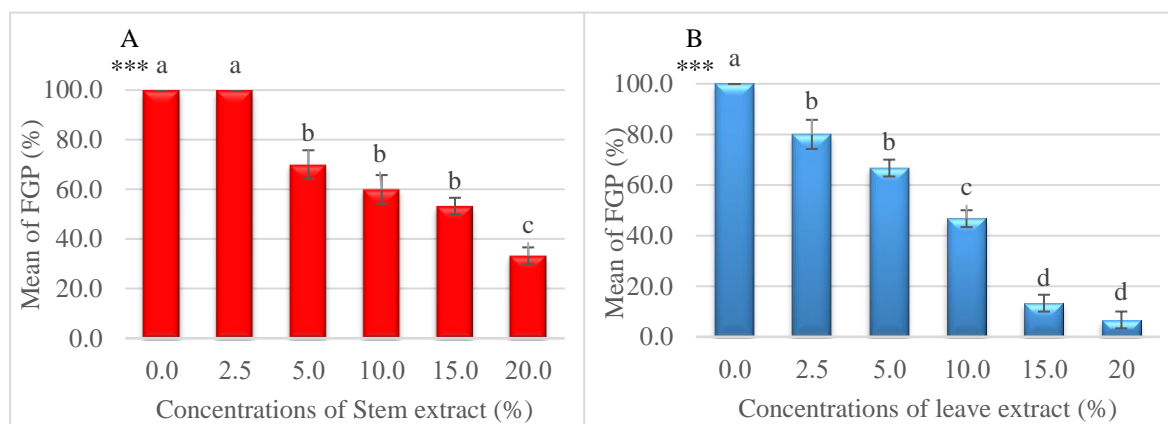 A
*** a a
100.0
80.0
60.0
40.0
20.0
0.0
Mean of FGP (%)
b
b
b
c
0.0 2.5 5.0 10.0 15.0 20.0
Concentrations of Stem extract (%)
B
*** a
100.0
80.0
60.0
40.0
20.0
0.0
Mean of FGP (%)
b
b
c
d
d
0.0 2.5 5.0 10.0 15.0 20
Concentrations of leave extract (%)